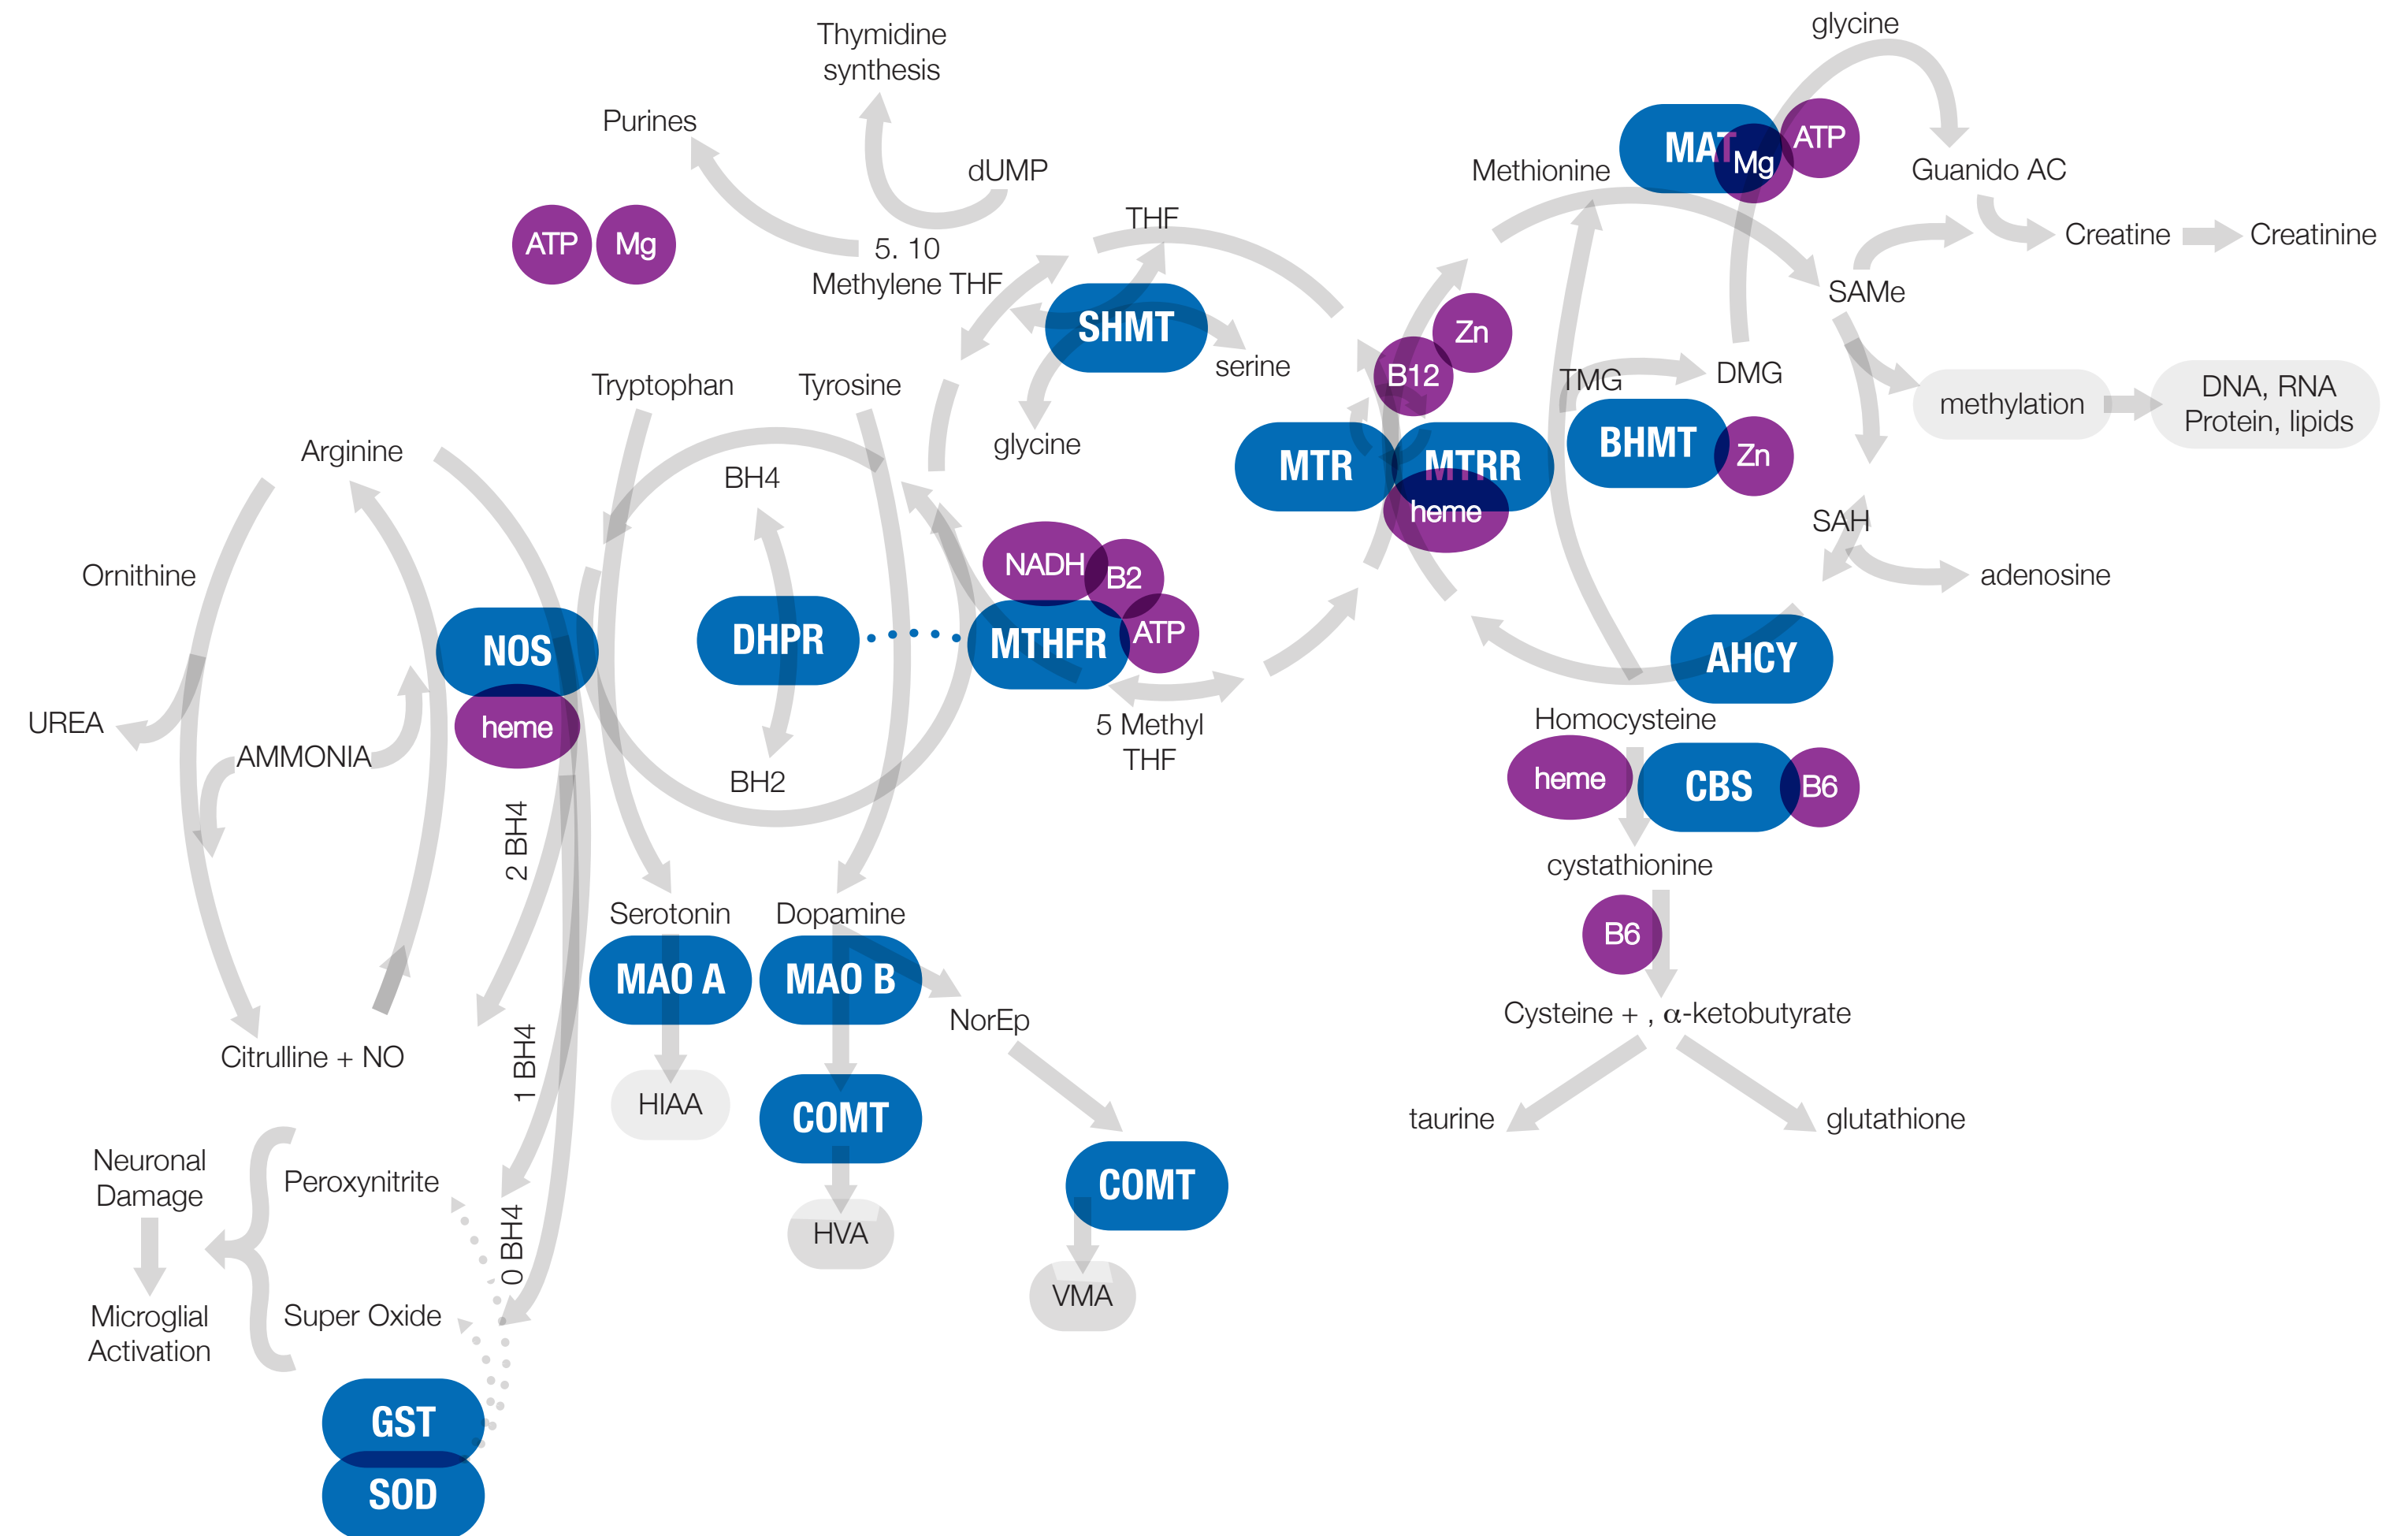 glycine
Thymidine
synthesis
Purines
dUMP
MAT
Mg
ATP
Methionine
Guanido AC
THF
ATP
Mg
5. 10
Methylene THF
Creatine
Creatinine
SAMe
SHMT
Zn
serine
B12
TMG
DMG
Tryptophan
Tyrosine
methylation
DNA, RNA
Protein, lipids
glycine
Arginine
BHMT
Zn
MTR
MTRR
heme
BH4
SAH
NADH
B2
Ornithine
adenosine
NOS
DHPR
MTHFR
ATP
AHCY
UREA
heme
5 Methyl
THF
Homocysteine
AMMONIA
BH2
heme
CBS
B6
2 BH4
cystathionine
Serotonin
Dopamine
B6
MAO A
MAO B
NorEp
Cysteine + , α-ketobutyrate
Citrulline + NO
1 BH4
HIAA
COMT
taurine
glutathione
Neuronal
Damage
Peroxynitrite
COMT
0 BH4
HVA
VMA
Microglial
Activation
Super Oxide
GST
SOD